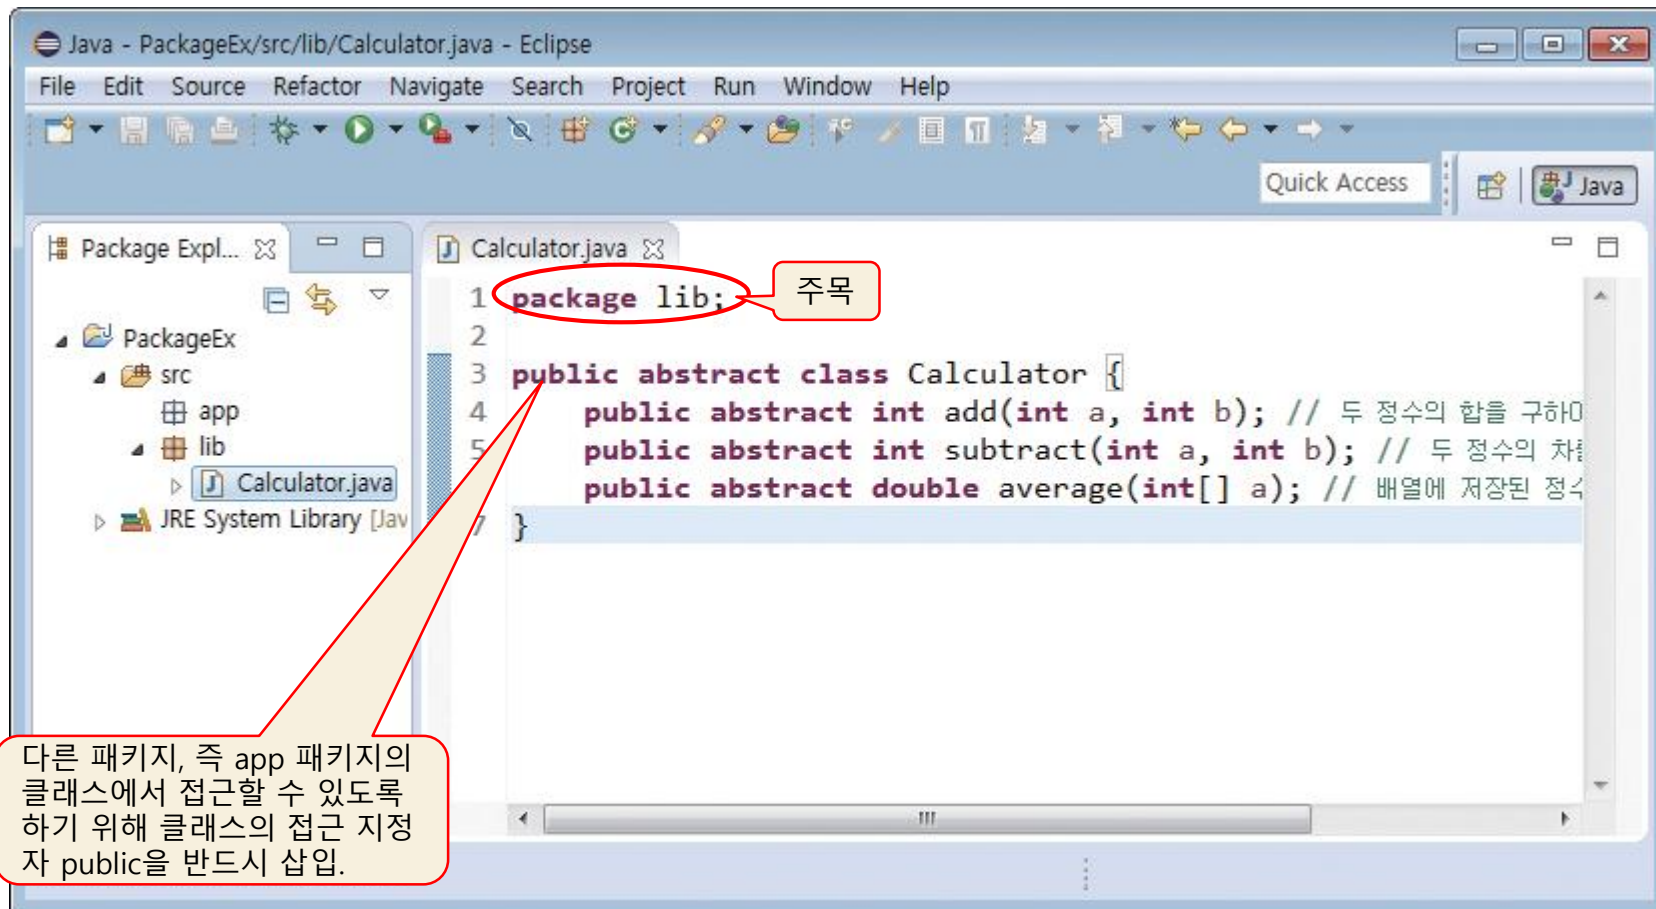 Java - PackageEx/src/lib/Calculator.java - Eclipse
File Edit Source Refactor Navigate Search Project Run Window Help
Quick Access
Java
Package Expl...
Calculator.java
PackageEx
src
app
lib
Calculator.java
JRE System Library [Jav
1 package lib;
주목
2
3 public abstract class Calculator {
4 public abstract int add(int a, int b); // 두 정수의 합을 구하
5 public abstract int subtract(int a, int b); // 두 정수의
public abstract double average(int[] a); // 배열에 저장된
7 }
다른 패키지, 즉 app 패키지의
클래스에서 접근할 수 있도록
하기 위해 클래스의 접근 지정
자 public을 반드시 삽입.